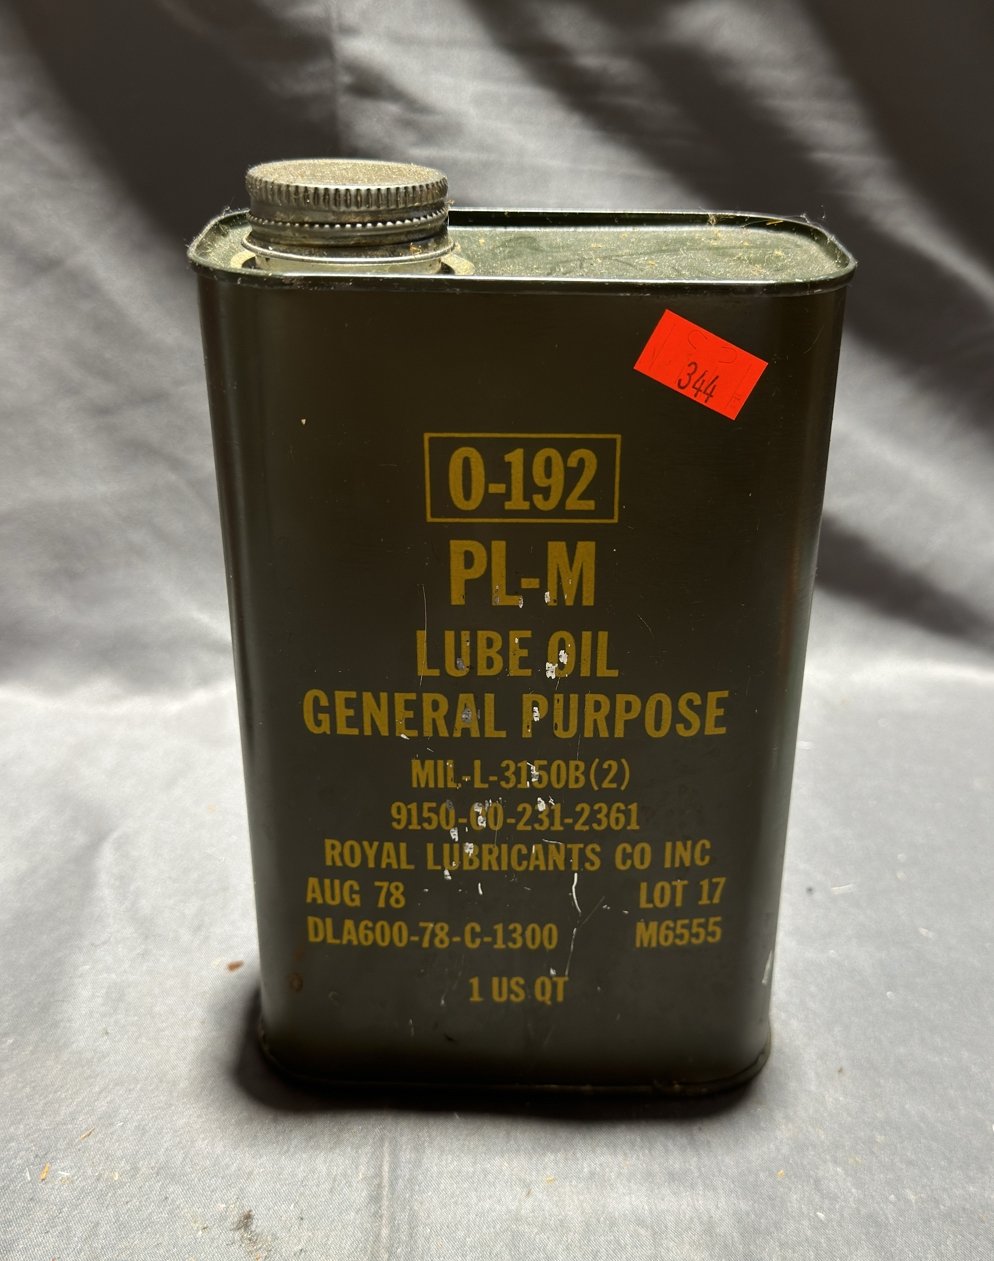 344
O-192
PL-M
LUBE OIL
GENERAL PURPOSE
MIL-L-3150B(2)
9150-00-231-2361
ROYAL LUBRICANTS CO INC
AUG 78 LOT 17
DLA600-78-C-1300 M6555
1 US QT